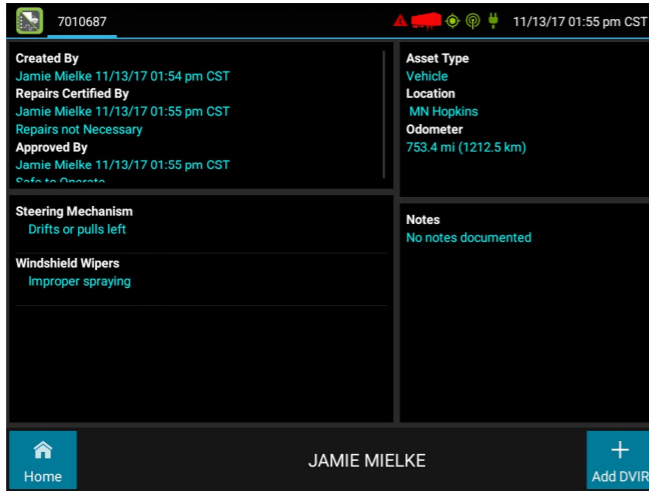 7010687
11/13/17 01:55 pm CST
Created By
Jamie Mielke 11/13/17 01:54 pm CST
Repairs Certified By
Jamie Mielke 11/13/17 01:55 pm CST
Repairs not Necessary
Approved By
Jamie Mielke 11/13/17 01:55 pm CST
Safe to Operate
Asset Type
Vehicle
Location
MN Hopkins
Odometer
753.4 mi (1212.5 km)
Steering Mechanism
Drifts or pulls left
Windshield Wipers
Improper spraying
Notes
No notes documented
Home
JAMIE MIELKE
Add DVIR